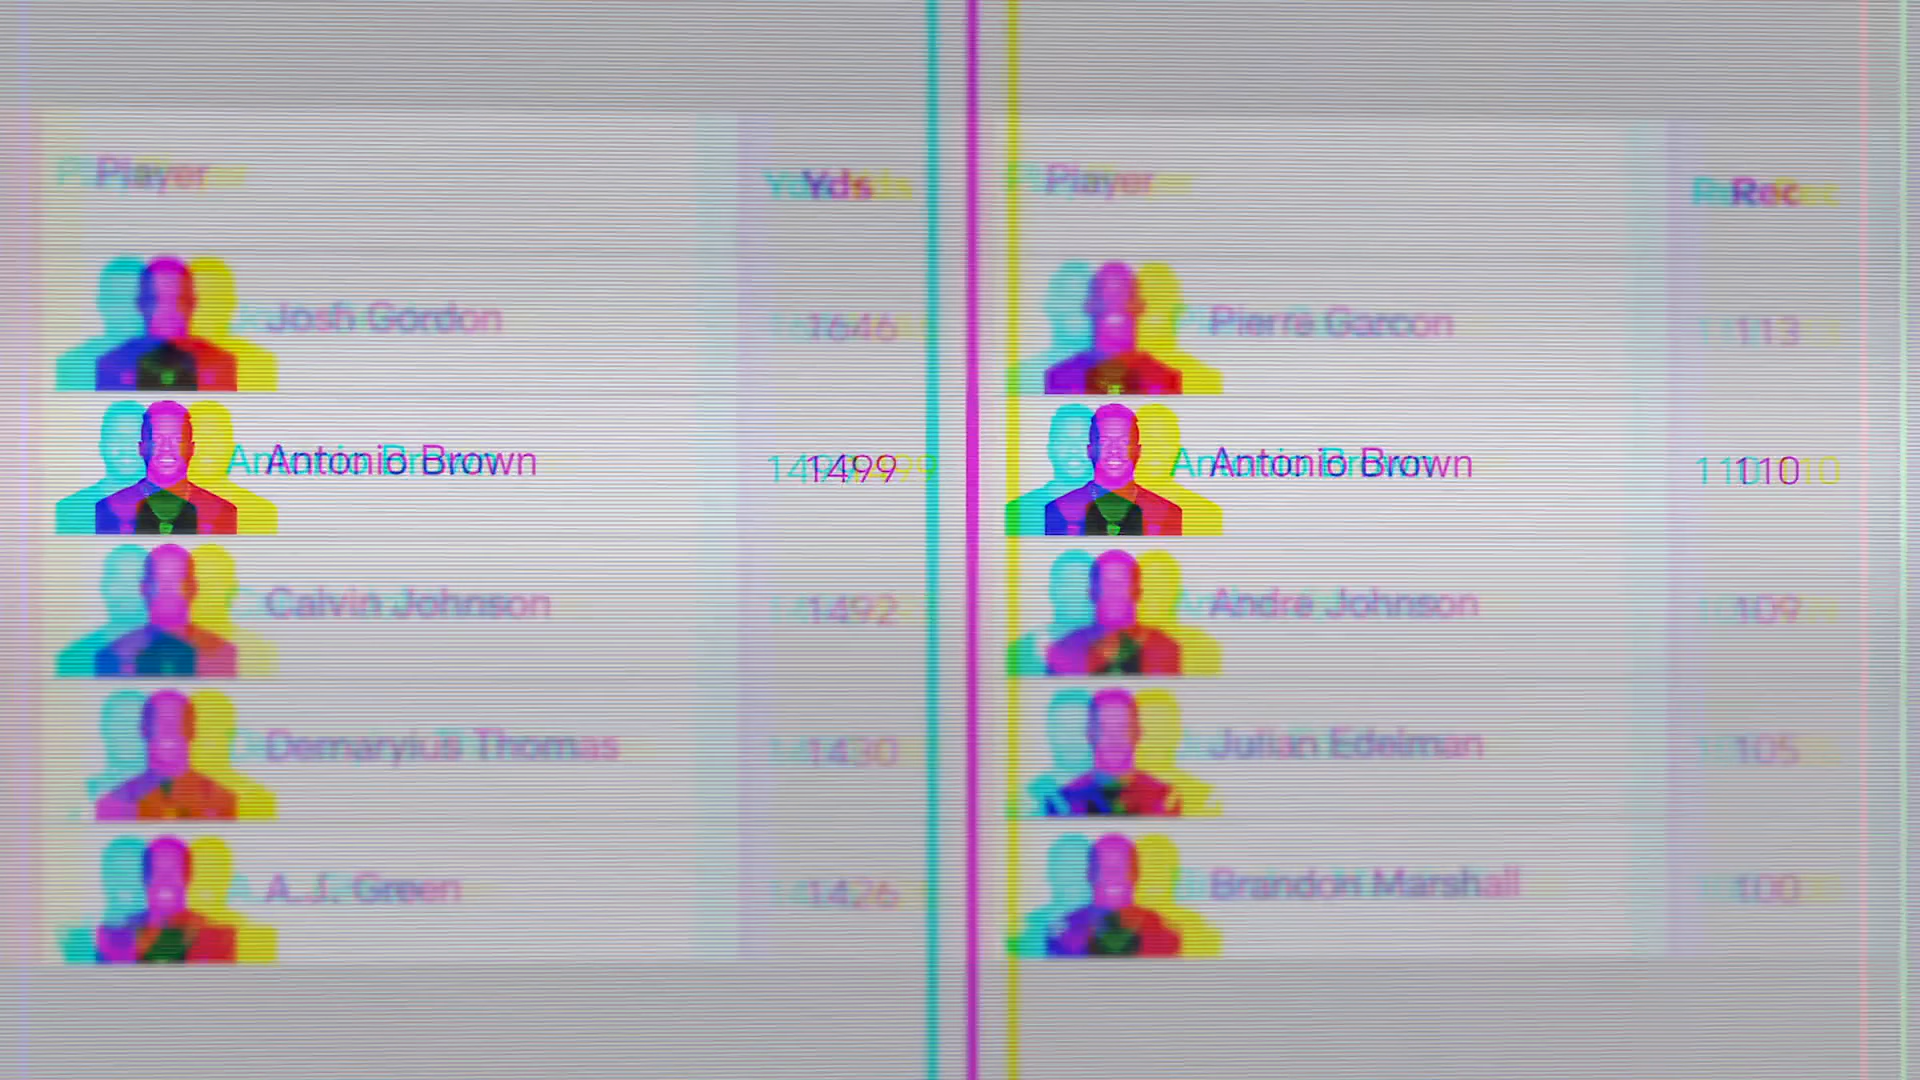 Player Yds
Josh Gordon 1646
Antonio Brown 1499
Calvin Johnson 1492
Demaryius Thomas 1430
A.J. Green 1426
Player Rec
Pierre Garcon 113
Antonio Brown 110
Andre Johnson 109
Julian Edelman 105
Brandon Marshall 100